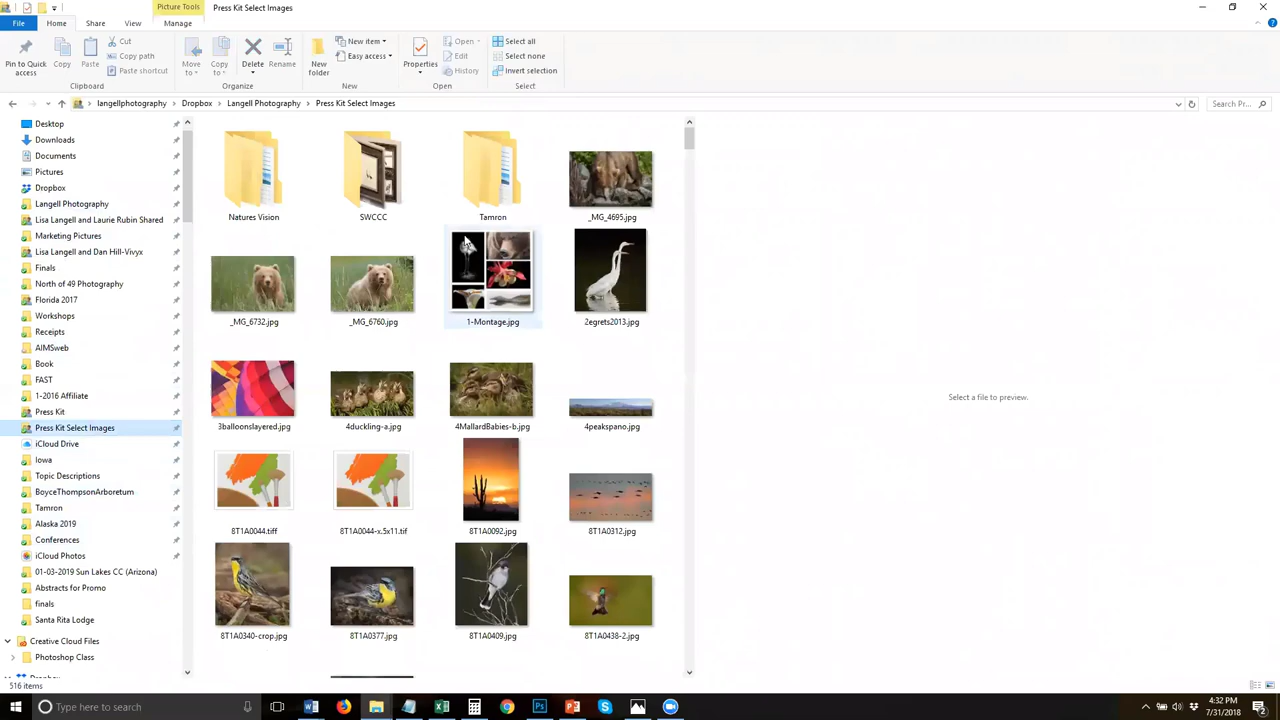 Picture Tools
Press Kit Select Images
File
Home
Share
View
Manage
Pin to Quick access
Copy
Paste
Cut
Copy path
Paste shortcut
Clipboard
Move to
Copy to
Delete
Rename
Organize
New folder
New item
Easy access
New
Properties
Open
Edit
History
Open
Select all
Select none
Invert selection
Select
langellphotography > Dropbox > Langell Photography > Press Kit Select Images
Search Pr...
Desktop
Downloads
Documents
Pictures
Dropbox
Langell Photography
Lisa Langell and Laurie Rubin Shared
Marketing Pictures
Lisa Langell and Dan Hill-Vivyx
Finals
North of 49 Photography
Florida 2017
Workshops
Receipts
AIMSweb
Book
FAST
1-2016 Affiliate
Press Kit
Press Kit Select Images
iCloud Drive
Iowa
Topic Descriptions
BoyceThompsonArboretum
Tamron
Alaska 2019
Conferences
iCloud Photos
01-03-2019 Sun Lakes CC (Arizona)
Abstracts for Promo
finals
Santa Rita Lodge
Creative Cloud Files
Photoshop Class
Natures Vision
SWCCC
Tamron
_MG_4695.jpg
_MG_6732.jpg
_MG_6760.jpg
1-Montage.jpg
2egrets2013.jpg
3balloonslayered.jpg
4duckling-a.jpg
4MallardBabies-b.jpg
4peakspano.jpg
8T1A0044.tiff
8T1A0044-x.5x11.tif
8T1A0092.jpg
8T1A0312.jpg
8T1A0340-crop.jpg
8T1A0377.jpg
8T1A0409.jpg
8T1A0438-2.jpg
Select a file to preview.
516 items
Type here to search
4:32 PM
7/31/2018